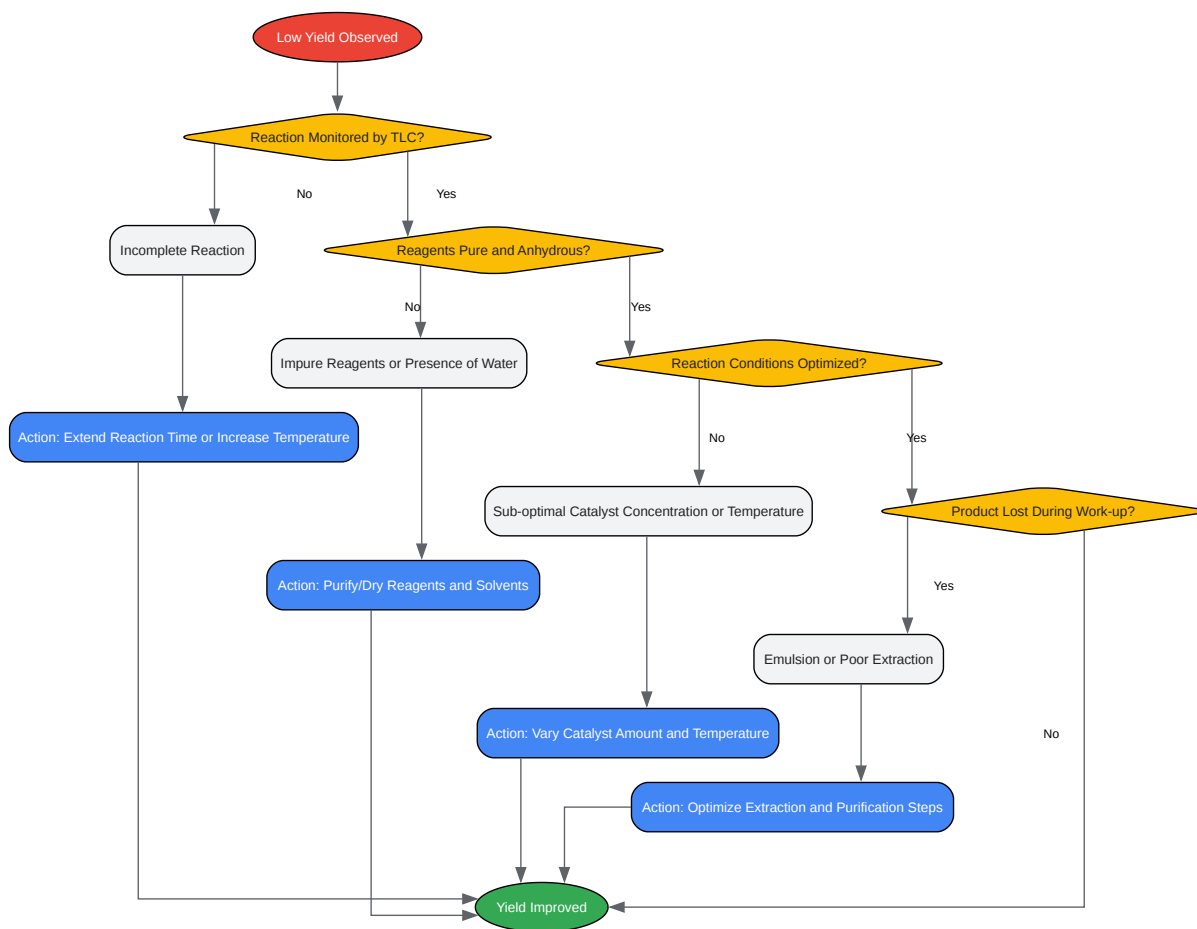 Low Yield Observed
Reaction Monitored by TLC?
No
Yes
Incomplete Reaction
Reagents Pure and Anhydrous?
No
Yes
Impure Reagents or Presence of Water
Reaction Conditions Optimized?
Action: Extend Reaction Time or Increase Temperature
No
Yes
Sub-optimal Catalyst Concentration or Temperature
Product Lost During Work-up?
Action: Purify/Dry Reagents and Solvents
Yes
Emulsion or Poor Extraction
Action: Vary Catalyst Amount and Temperature
No
Action: Optimize Extraction and Purification Steps
Yield Improved